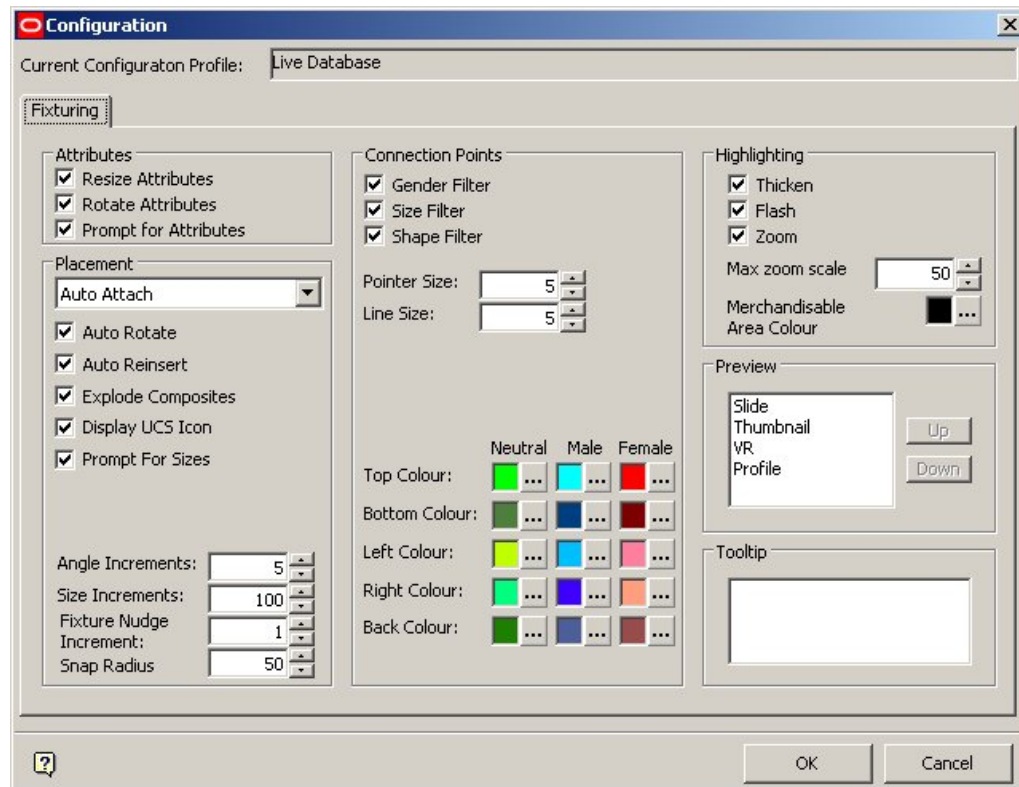 Configuration
Current Configuraton Profile: Live Database
Fixturing
Attributes
Resize Attributes
Rotate Attributes
Prompt for Attributes
Placement
Auto Attach
Auto Rotate
Auto Reinsert
Explode Composites
Display UCS Icon
Prompt For Sizes
Angle Increments: 5
Size Increments: 100
Fixture Nudge
Increment: 1
Snap Radius 50
Connection Points
Gender Filter
Size Filter
Shape Filter
Pointer Size: 5
Line Size: 5
Neutral Male Female
Top Colour: ... ... ...
Bottom Colour: ... ... ...
Left Colour: ... ... ...
Right Colour: ... ... ...
Back Colour: ... ... ...
Highlighting
Thicken
Flash
Zoom
Max zoom scale 50
Merchandisable
Area Colour ...
Preview
Slide
Thumbnail
VR
Profile
Up
Down
Tooltip
?
OK Cancel